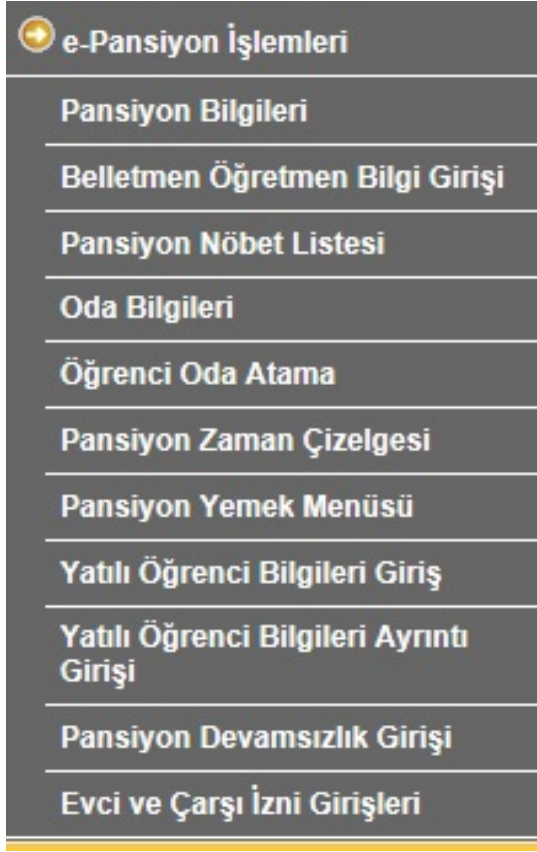 e-Pansiyon İşlemleri
Pansiyon Bilgileri
Belletmen Öğretmen Bilgi Girişi
Pansiyon Nöbet Listesi
Oda Bilgileri
Öğrenci Oda Atama
Pansiyon Zaman Çizelgesi
Pansiyon Yemek Menüsü
Yatılı Öğrenci Bilgileri Giriş
Yatılı Öğrenci Bilgileri Ayrıntı
Girişi
Pansiyon Devamsızlık Girişi
Evci ve Çarşı İzni Girişleri